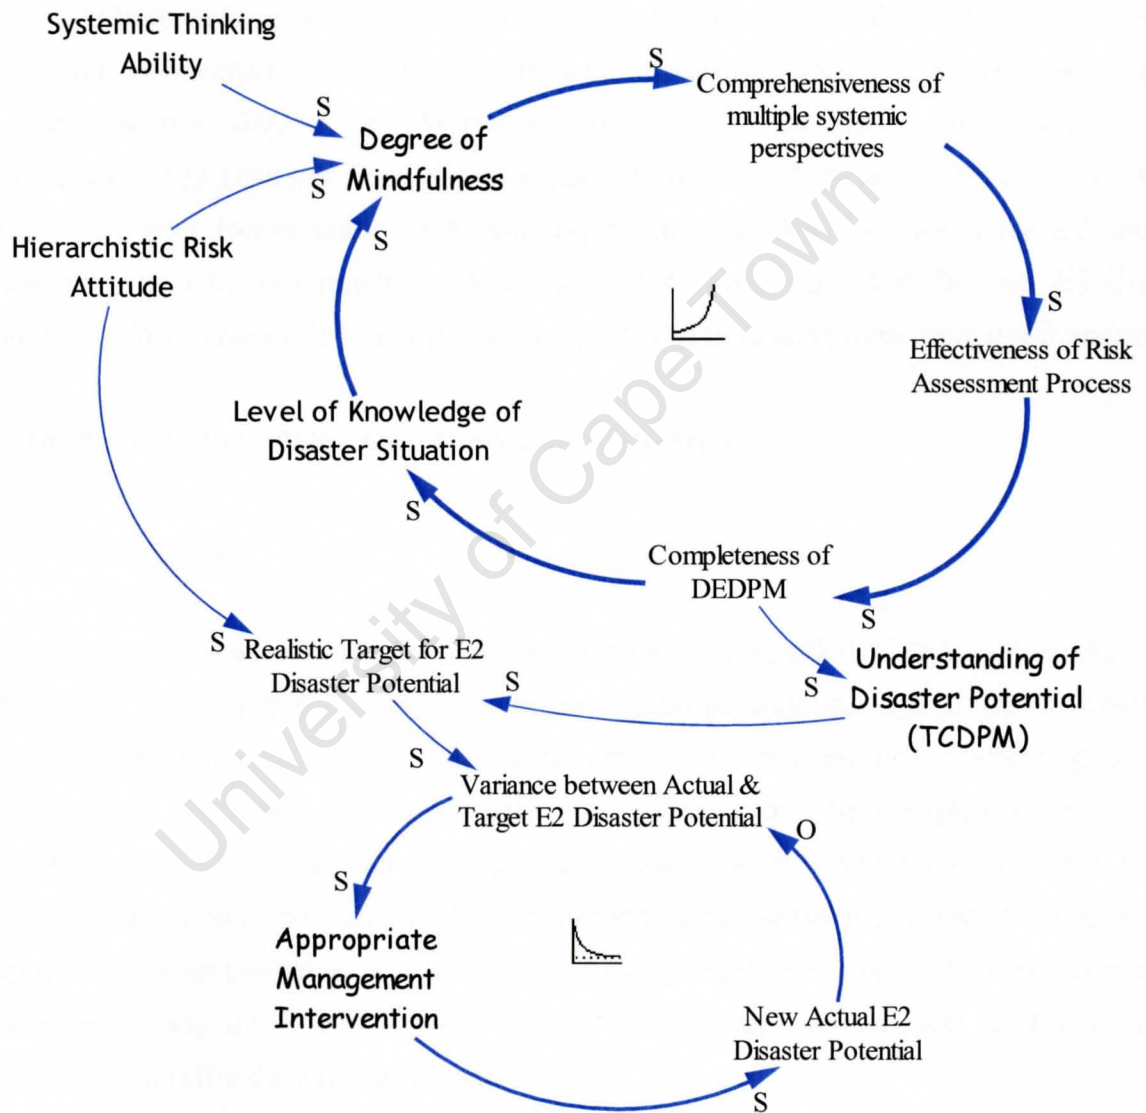 Systemic Thinking
Ability
S
S
Comprehensiveness of
multiple systemic
perspectives
Degree of
Mindfulness
S
S
Hierarchistic Risk
Attitude
S
Effectiveness of Risk
Assessment Process
Level of Knowledge of
Disaster Situation
S
Completeness of
DEDPM
S
S
Realistic Target for E2
Disaster Potential
S
S
Understanding of
Disaster Potential
(TCDPM)
S
Variance between Actual &
Target E2 Disaster Potential
O
S
Appropriate
Management
Intervention
New Actual E2
Disaster Potential
S
University of Cape Town